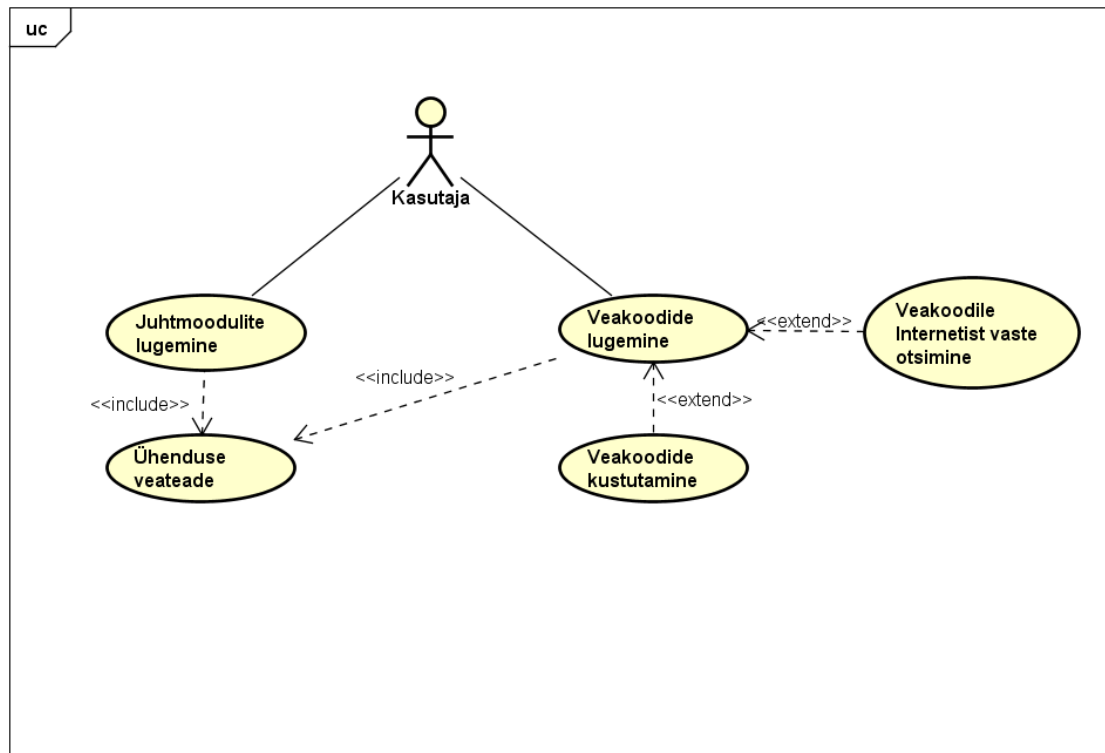 uc
Kasutaja
Juhtmoodulite
lugemine
Veakoodide
lugemine
<<extend>>
Veakoodile
Internetist vaste
otsimine
<<include>>
<<include>>
<<extend>>
Ühenduse
veateade
Veakoodide
kustutamine